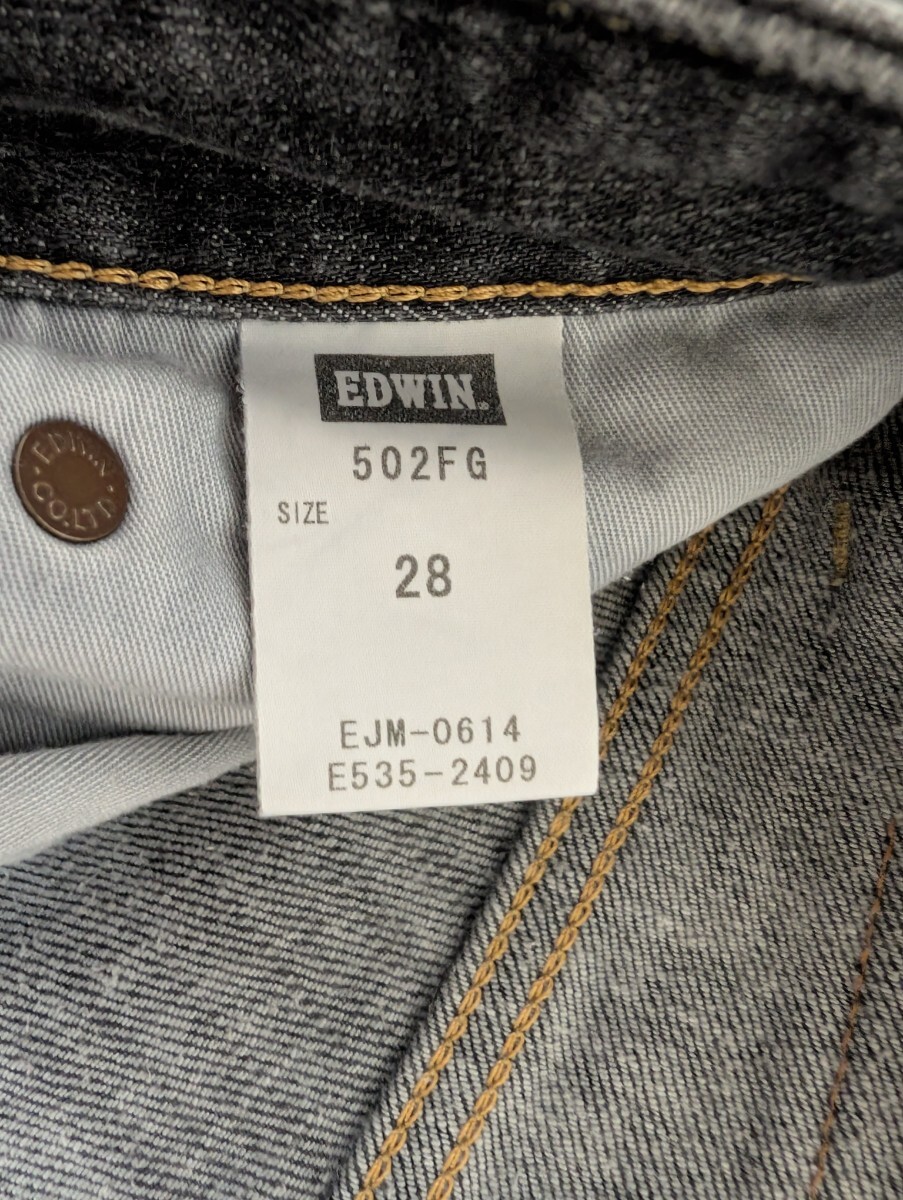 EDWIN.
502FG
SIZE
28
EJM-0614
E535-2409
EDWIN
CO.LTD